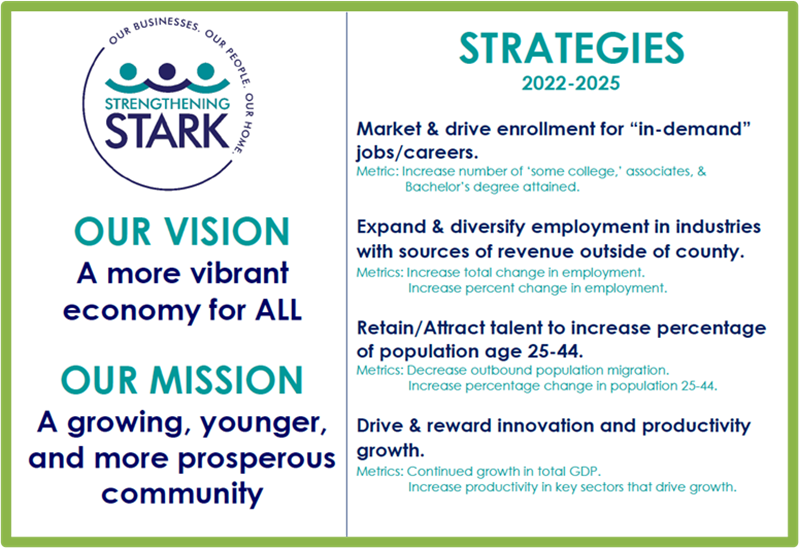 OUR BUSINESSES. OUR PEOPLE. OUR HOME.
STRENGTHENING
STARK
OUR VISION
A more vibrant
economy for ALL
OUR MISSION
A growing, younger,
and more prosperous
community
STRATEGIES
2022-2025
Market & drive enrollment for “in-demand”
jobs/careers.
Metric: Increase number of ‘some college,’ associates, &
Bachelor’s degree attained.
Expand & diversify employment in industries
with sources of revenue outside of county.
Metrics: Increase total change in employment.
Increase percent change in employment.
Retain/Attract talent to increase percentage
of population age 25-44.
Metrics: Decrease outbound population migration.
Increase percentage change in population 25-44.
Drive & reward innovation and productivity
growth.
Metrics: Continued growth in total GDP.
Increase productivity in key sectors that drive growth.